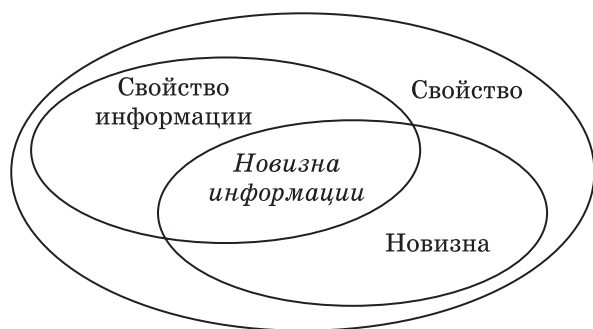 Свойство
информации
Свойство
Новизна
информации
Новизна